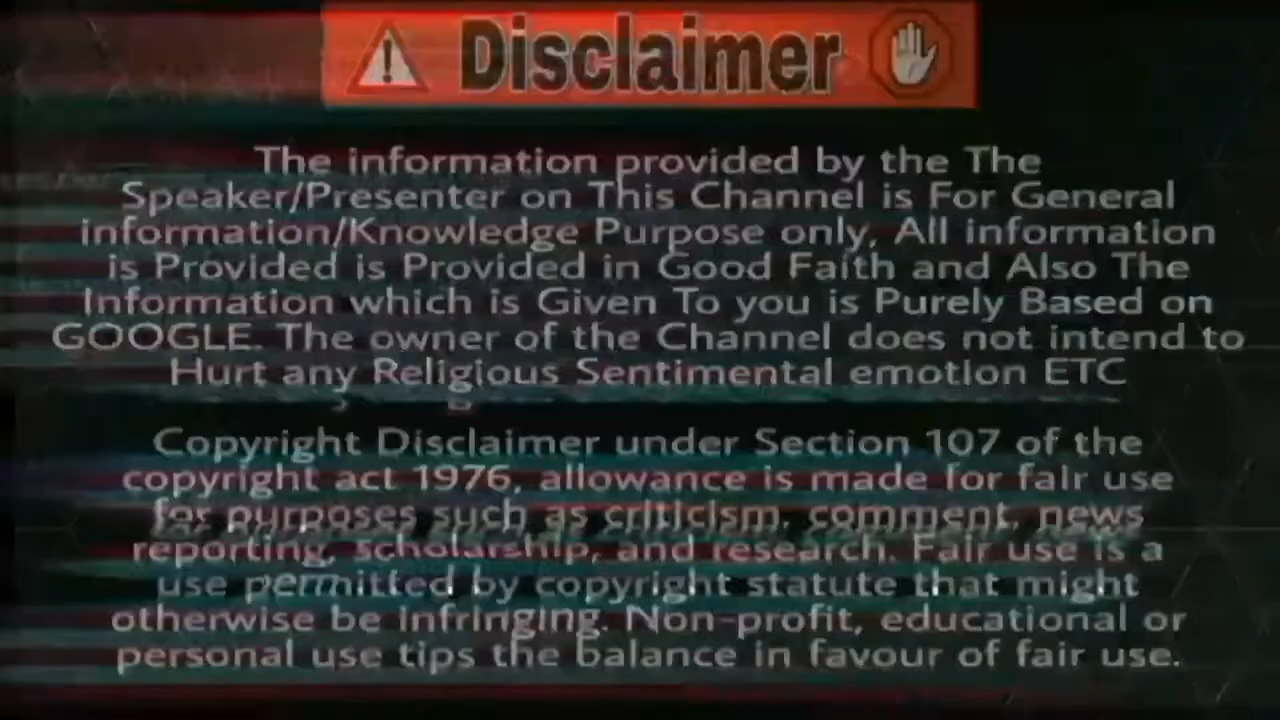 Disclaimer
The information provided by the The
Speaker/Presenter on This Channel is For General
information/Knowledge Purpose only, All information
is Provided is Provided in Good Faith and Also The
Information which is Given To you is Purely Based on
GOOGLE. The owner of the Channel does not intend to
Hurt any Religious Sentimental emotion ETC
Copyright Disclaimer under Section 107 of the
copyright act 1976, allowance is made for fair use
for purposes such as criticism, comment, news
reporting, scholarship, and research. Fair use is a
use permitted by copyright statute that might
otherwise be infringing. Non-profit, educational or
personal use tips the balance in favour of fair use.